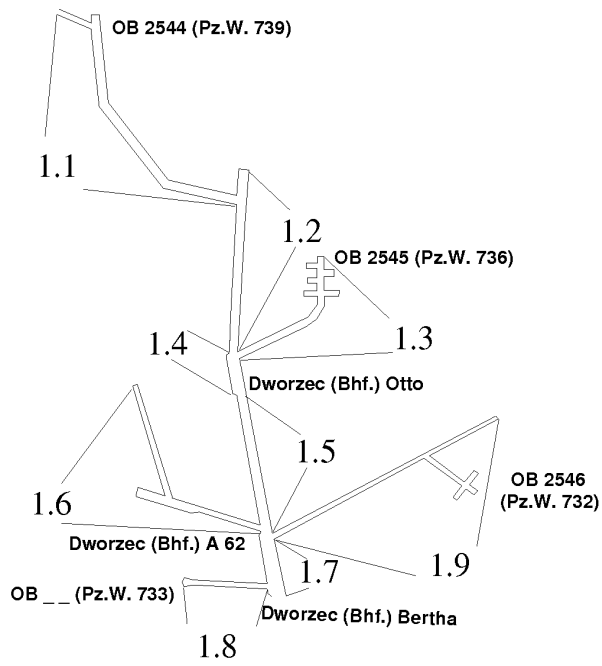 OB 2544 (Pz.W. 739)
1.1
1.2
OB 2545 (Pz.W. 736)
1.3
1.4
Dworzec (Bhf.) Otto
1.5
OB 2546
(Pz.W. 732)
1.6
Dworzec (Bhf.) A 62
1.9
1.7
OB _ _ (Pz.W. 733)
Dworzec (Bhf.) Bertha
1.8